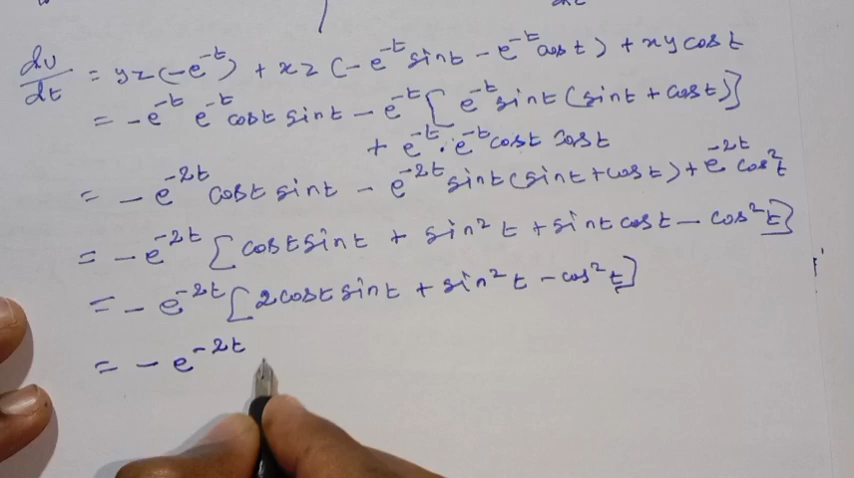 du/dt = yz(-e^-t) + xz(-e^-t sint - e^-t cost) + xy cost
= -e^-t e^-t cost sint - e^-t [e^-t sint (sint + cost)]
+ e^-t . e^-t cost cost
= -e^-2t cost sint - e^-2t sint(sint + cost) + e^-2t cos²t
= -e^-2t [cost sint + sin²t + sint cost - cos²t]
= -e^-2t [2cost sint + sin²t - cos²t]
= -e^-2t